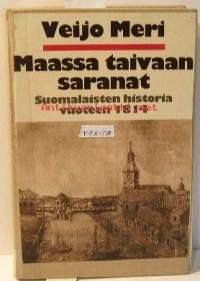 Veijo Meri
Maassa taivaan
saranat
Suomalaisten historia
vuoteen 1814